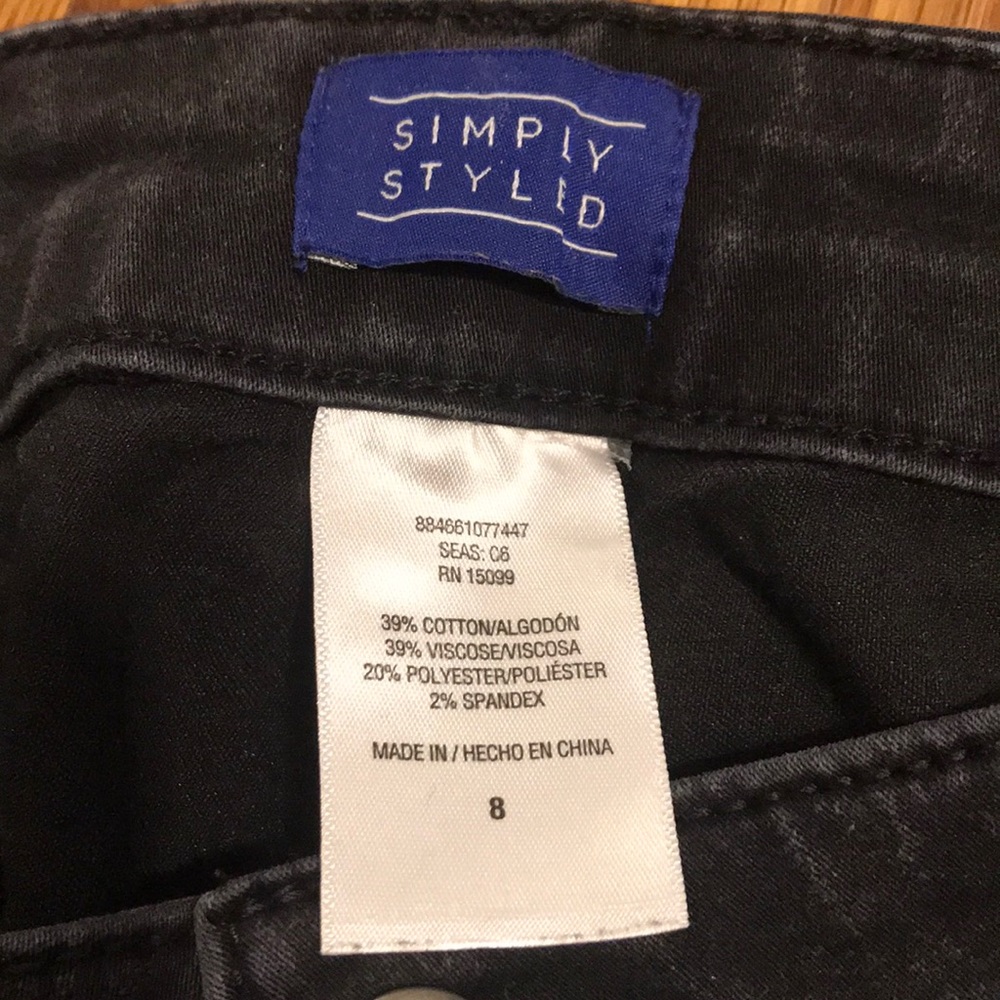 SIMPLY
STYLED
884661077447
SEAS: C6
RN 15099
39% COTTON/ALGODÓN
39% VISCOSE/VISCOSA
20% POLYESTER/POLIÉSTER
2% SPANDEX
MADE IN / HECHO EN CHINA
8